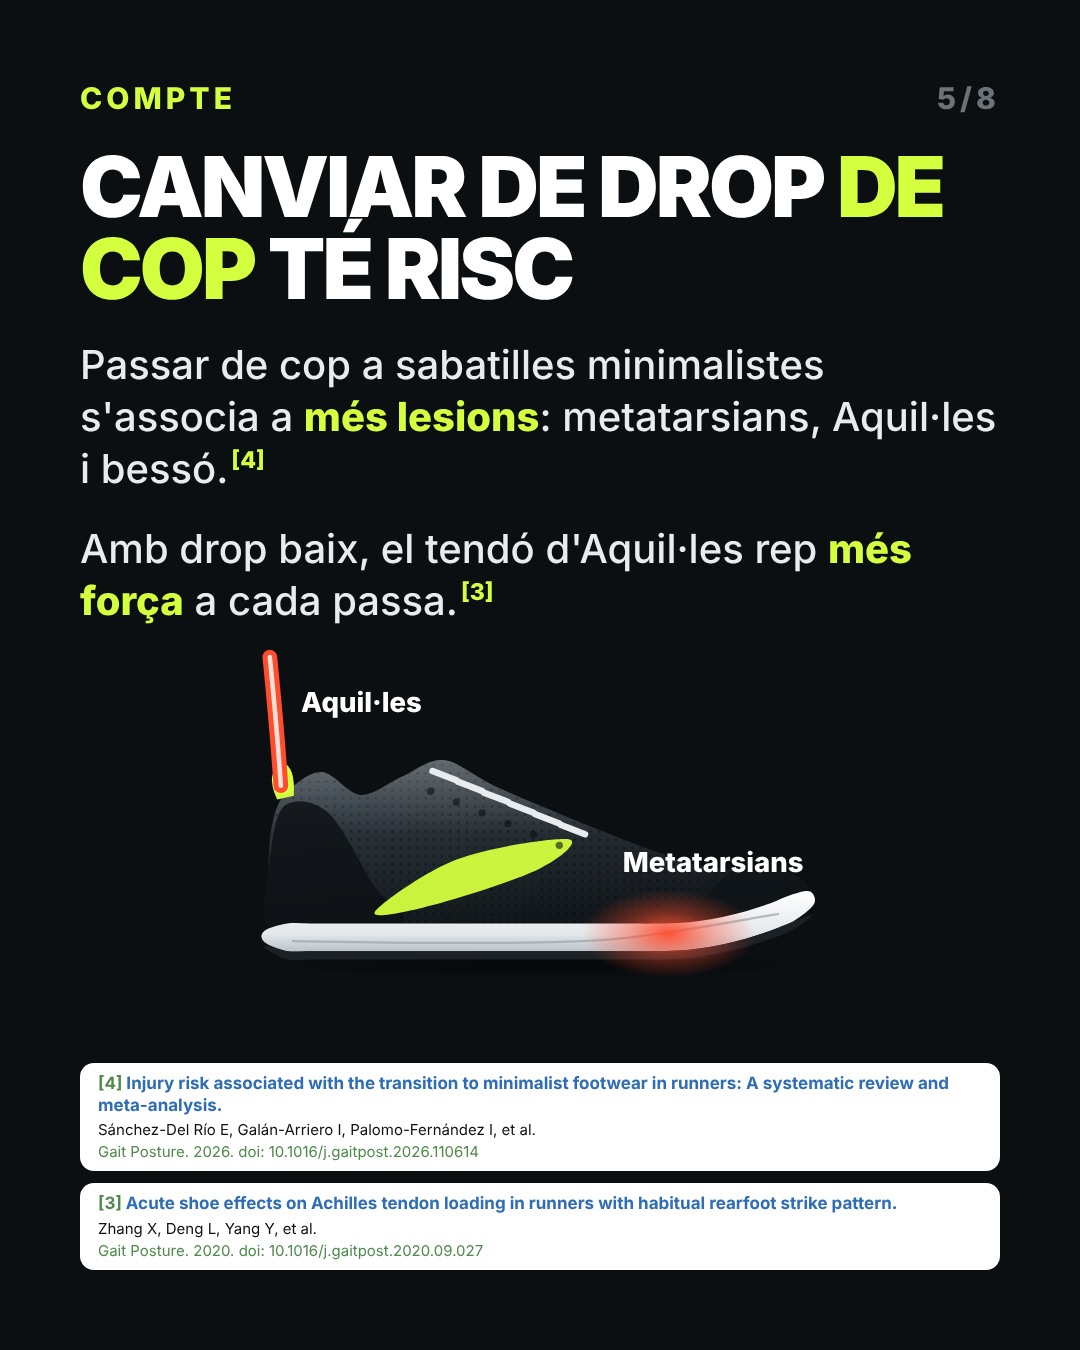 COMPTE
5/8
CANVIAR DE DROP DE
COP TÉ RISC
Passar de cop a sabatilles minimalistes
s'associa a més lesions: metatarsians, Aquil·les
i bessó.[4]
Amb drop baix, el tendó d'Aquil·les rep més
força a cada passa.[3]
Aquil·les
Metatarsians
[4] Injury risk associated with the transition to minimalist footwear in runners: A systematic review and
meta-analysis.
Sánchez-Del Río E, Galán-Arriero I, Palomo-Fernández I, et al.
Gait Posture. 2026. doi: 10.1016/j.gaitpost.2026.110614
[3] Acute shoe effects on Achilles tendon loading in runners with habitual rearfoot strike pattern.
Zhang X, Deng L, Yang Y, et al.
Gait Posture. 2020. doi: 10.1016/j.gaitpost.2020.09.027